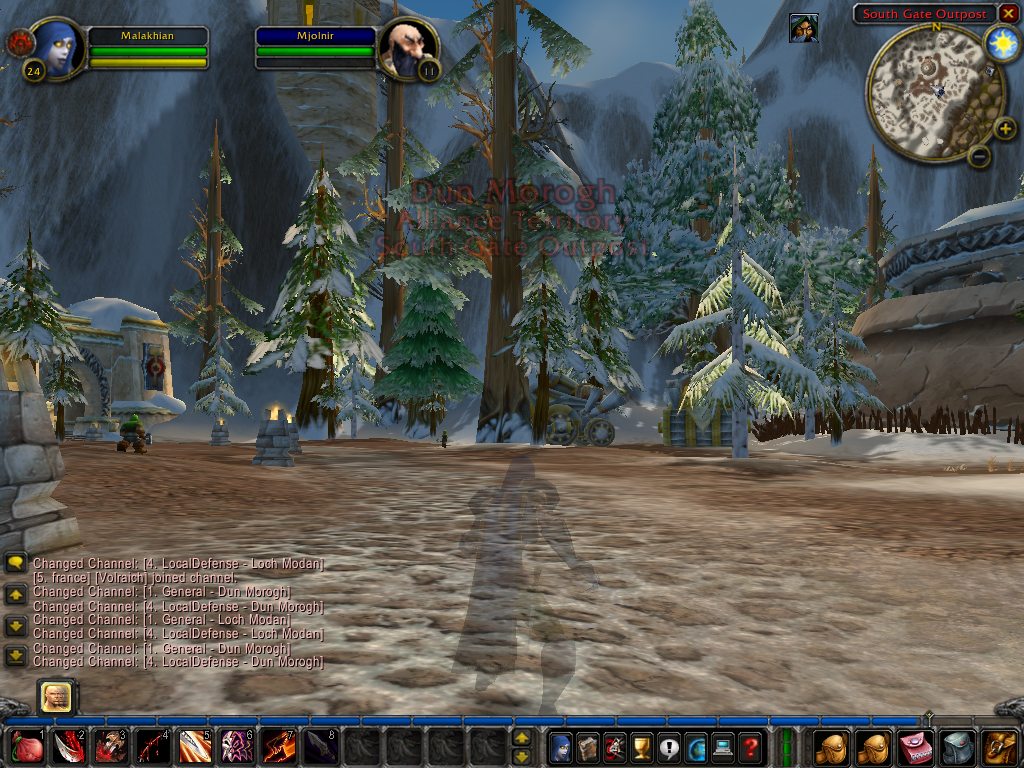 Malakhian
24
Mjolnir
11
South Gate Outpost
N
Dun Morogh
Alliance Territory
South Gate Outpost
Changed Channel: [4. LocalDefense - Loch Modan]
[5. france] [Volraich] joined channel.
Changed Channel: [1. General - Dun Morogh]
Changed Channel: [4. LocalDefense - Dun Morogh]
Changed Channel: [1. General - Loch Modan]
Changed Channel: [4. LocalDefense - Loch Modan]
Changed Channel: [1. General - Dun Morogh]
Changed Channel: [4. LocalDefense - Dun Morogh]
1 2 3 4 5 6 7 8